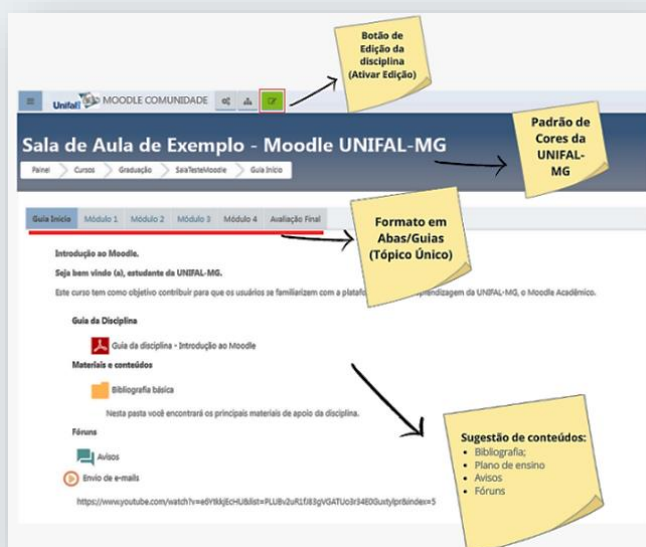 Botão de
Edição da
disciplina
(Ativar Edição)
Unifal
MOODLE COMUNIDADE
Sala de Aula de Exemplo - Moodle UNIFAL-MG
Painel Cursos Graduação SalaTesteMoodle Guia Início
Padrão de
Cores da
UNIFAL-
MG
Guia Início Módulo 1 Módulo 2 Módulo 3 Módulo 4 Avaliação Final
Formato em
Abas/Guias
(Tópico Único)
Introdução ao Moodle.
Seja bem vindo (a), estudante da UNIFAL-MG.
Este curso tem como objetivo contribuir para que os usuários se familiarizem com a platafo aprendizagem da UNIFAL-MG, o Moodle Acadêmico.
Guia da Disciplina
Guia da disciplina - Introdução ao Moodle
Materiais e conteúdos
Bibliografia básica
Nesta pasta você encontrará os principais materiais de apoio da disciplina.
Fóruns
Avisos
Envio de e-mails
Sugestão de conteúdos:
• Bibliografia;
• Plano de ensino
• Avisos
• Fóruns